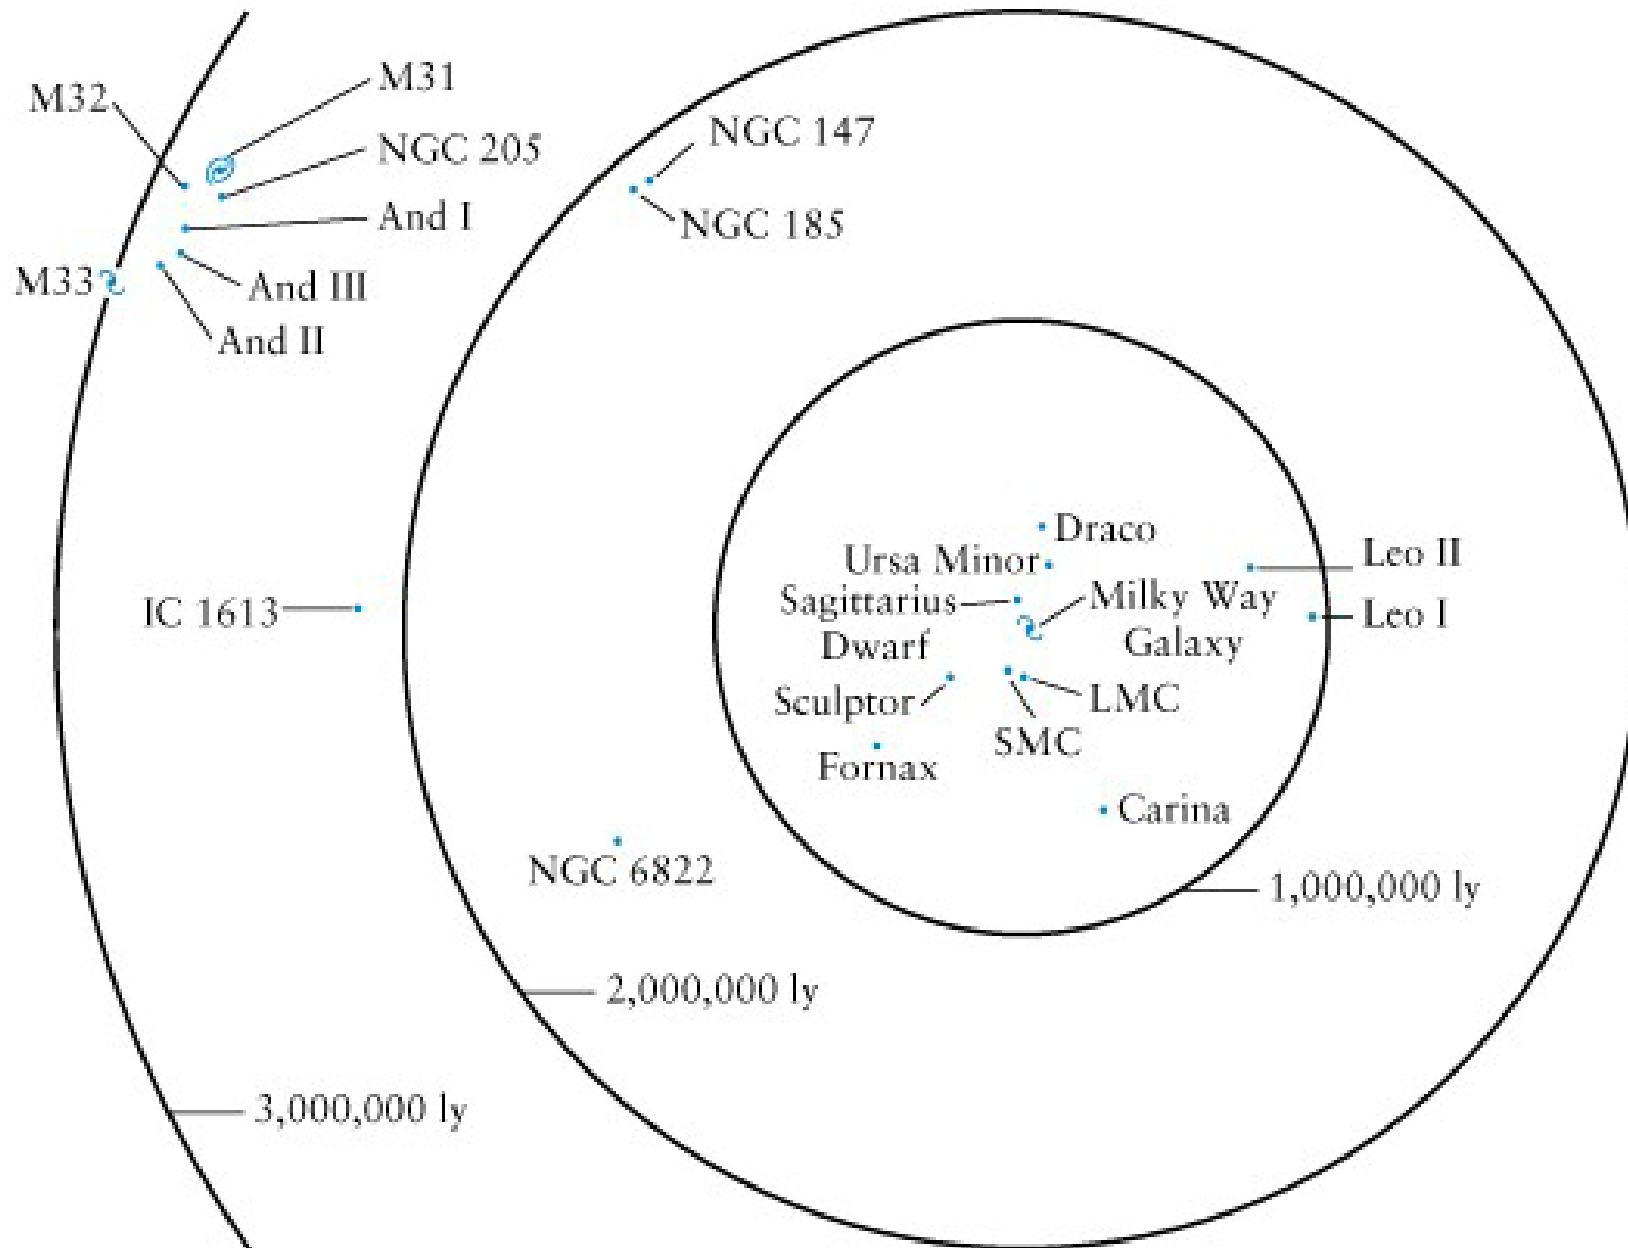 M31
M32
NGC 205
NGC 147
And I
NGC 185
M33
And III
And II
Draco
Ursa Minor
Leo II
Sagittarius
Dwarf
Milky Way
Galaxy
IC 1613
Leo I
Sculptor
LMC
SMC
Fornax
Carina
NGC 6822
1,000,000 ly
2,000,000 ly
3,000,000 ly